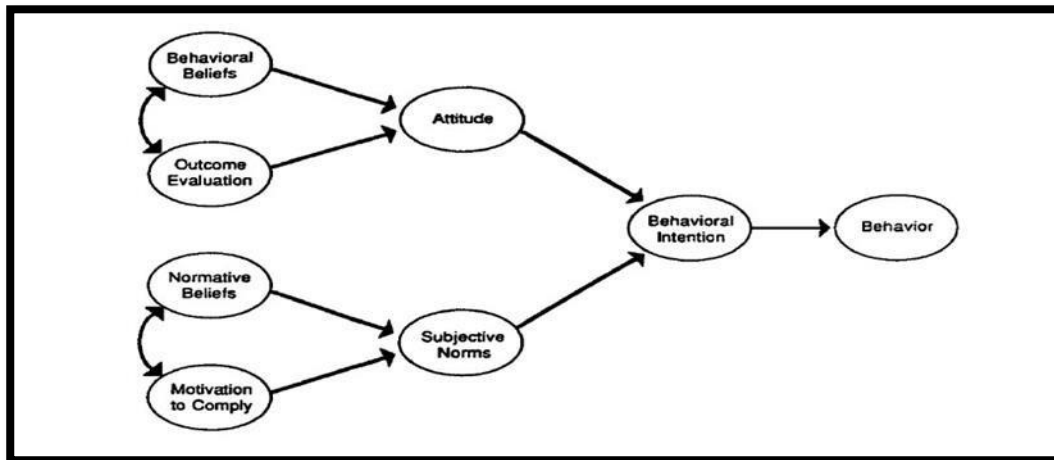 Behavioral
Beliefs
Attitude
Outcome
Evaluation
Behavioral
Intention
Behavior
Normative
Beliefs
Subjective
Norms
Motivation
to Comply